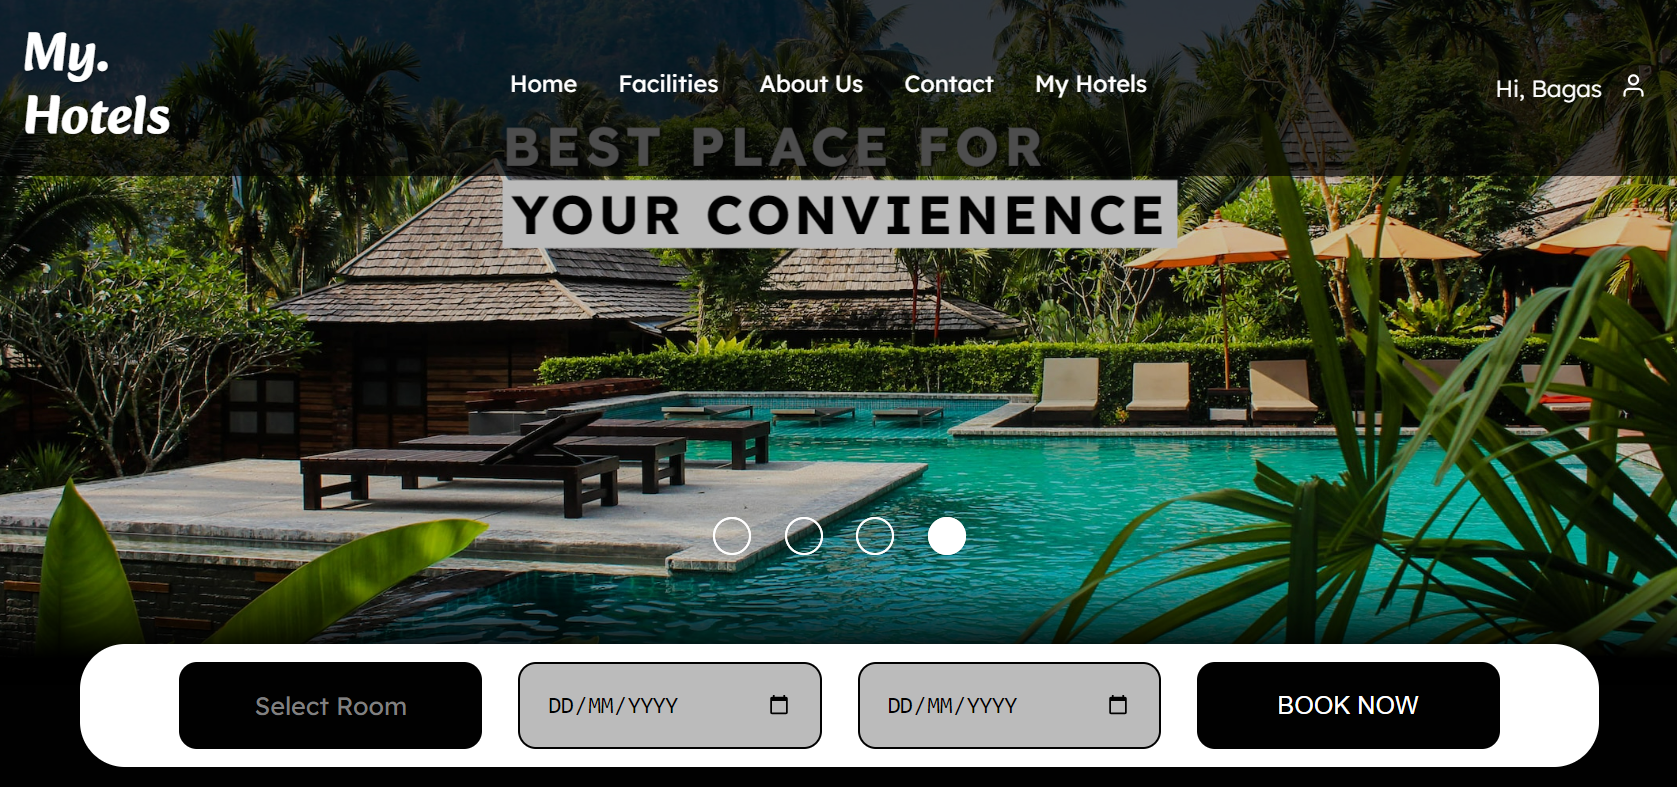 My.
Hotels
Home Facilities About Us Contact My Hotels
Hi, Bagas
BEST PLACE FOR
YOUR CONVIENENCE
Select Room DD/MM/YYYY DD/MM/YYYY BOOK NOW